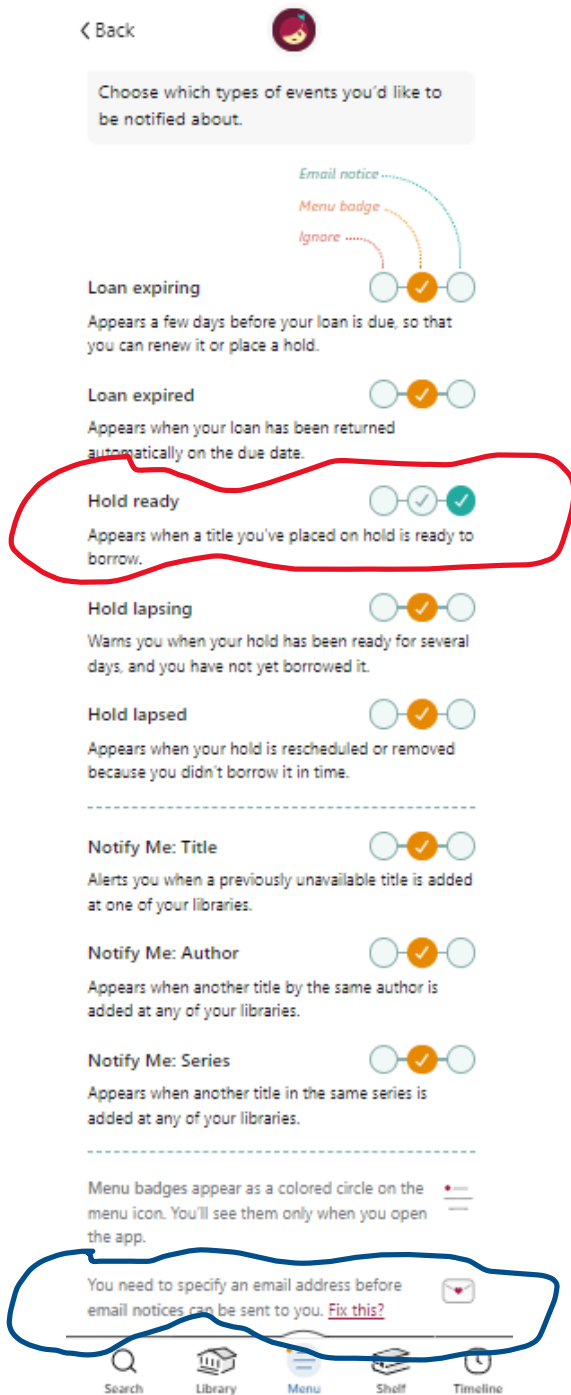 Back
Choose which types of events you'd like to
be notified about.
Email notice
Menu badge
Ignore
Loan expiring
Appears a few days before your loan is due, so that
you can renew it or place a hold.
Loan expired
Appears when your loan has been returned
automatically on the due date.
Hold ready
Appears when a title you've placed on hold is ready to
borrow.
Hold lapsing
Warns you when your hold has been ready for several
days, and you have not yet borrowed it.
Hold lapsed
Appears when your hold is rescheduled or removed
because you didn't borrow it in time.
Notify Me: Title
Alerts you when a previously unavailable title is added
at one of your libraries.
Notify Me: Author
Appears when another title by the same author is
added at any of your libraries.
Notify Me: Series
Appears when another title in the same series is
added at any of your libraries.
Menu badges appear as a colored circle on the
menu icon. You'll see them only when you open
the app.
You need to specify an email address before
email notices can be sent to you. Fix this?
Search Library Menu Shelf Timeline